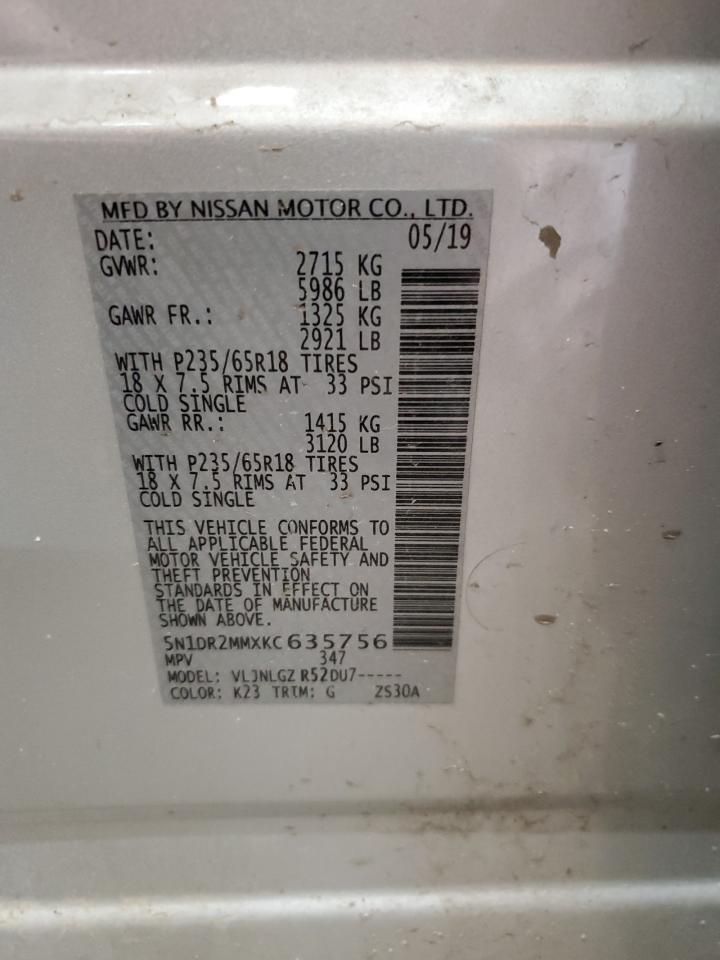 MFD BY NISSAN MOTOR CO., LTD.
DATE: 05/19
GVWR: 2715 KG
5986 LB
GAWR FR.: 1325 KG
2921 LB
WITH P235/65R18 TIRES
18 X 7.5 RIMS AT 33 PSI
COLD SINGLE
GAWR RR.: 1415 KG
3120 LB
WITH P235/65R18 TIRES
18 X 7.5 RIMS AT 33 PSI
COLD SINGLE
THIS VEHICLE CONFORMS TO
ALL APPLICABLE FEDERAL
MOTOR VEHICLE SAFETY AND
THEFT PREVENTION
STANDARDS IN EFFECT ON
THE DATE OF MANUFACTURE
SHOWN ABOVE.
5N1DR2MMXKC635756
MPV 347
MODEL: VLJNLGZ R52DU7-----
COLOR: K23 TRIM: G ZS30A